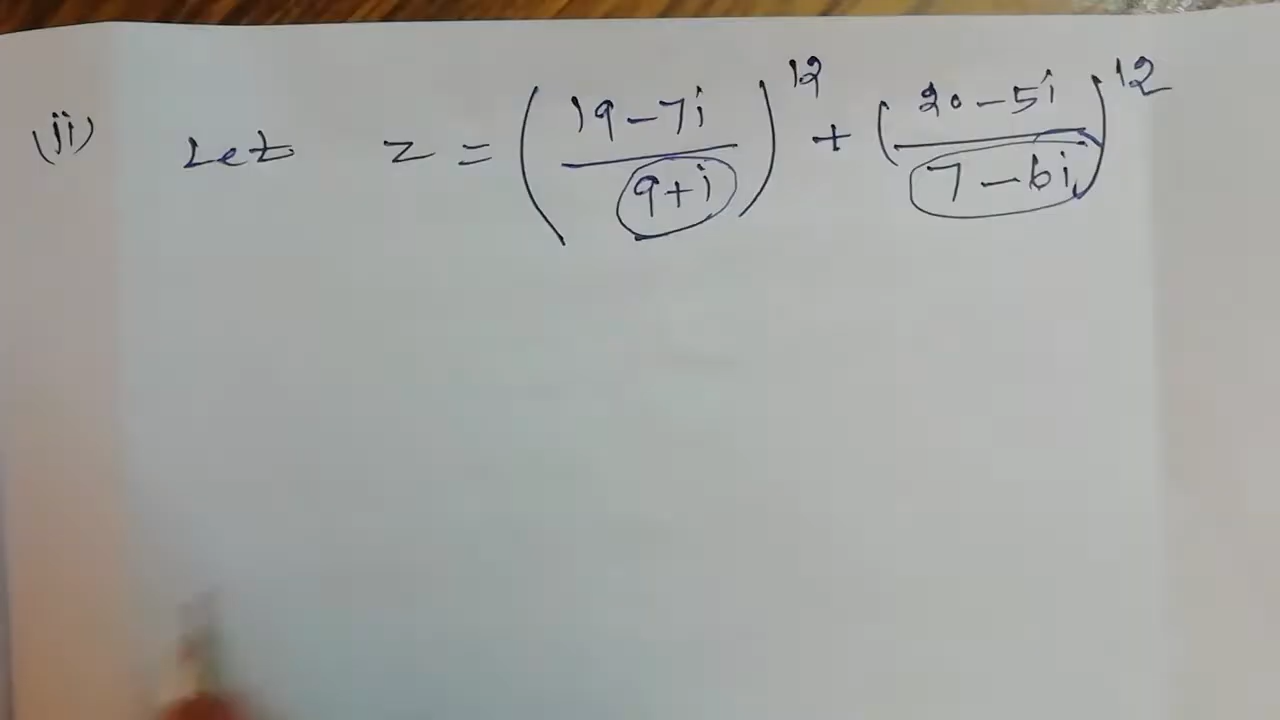 (ii) Let z = (19-7i / 9+i)^12 + (20-5i / 7-6i)^12